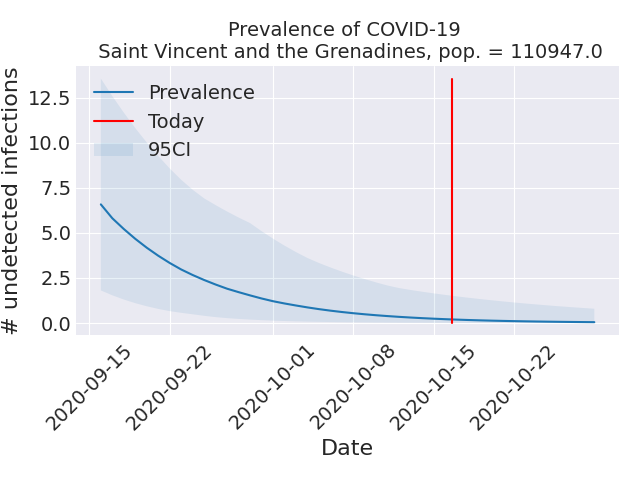 Prevalence of COVID-19
Saint Vincent and the Grenadines, pop. = 110947.0
# undetected infections
12.5
10.0
7.5
5.0
2.5
0.0
Prevalence
Today
95CI
2020-09-15
2020-09-22
2020-10-01
2020-10-08
2020-10-15
2020-10-22
Date